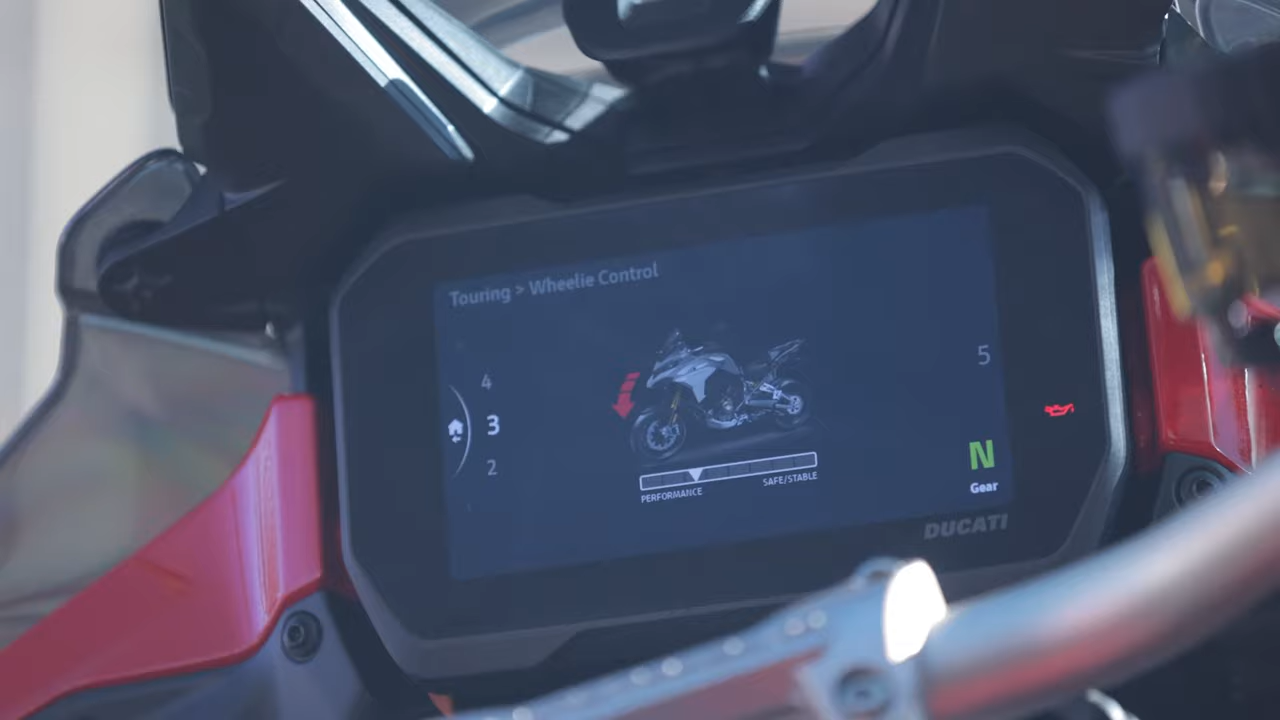 Touring > Wheelie Control
4
3
2
5
PERFORMANCE
SAFE/STABLE
N
Gear
DUCATI